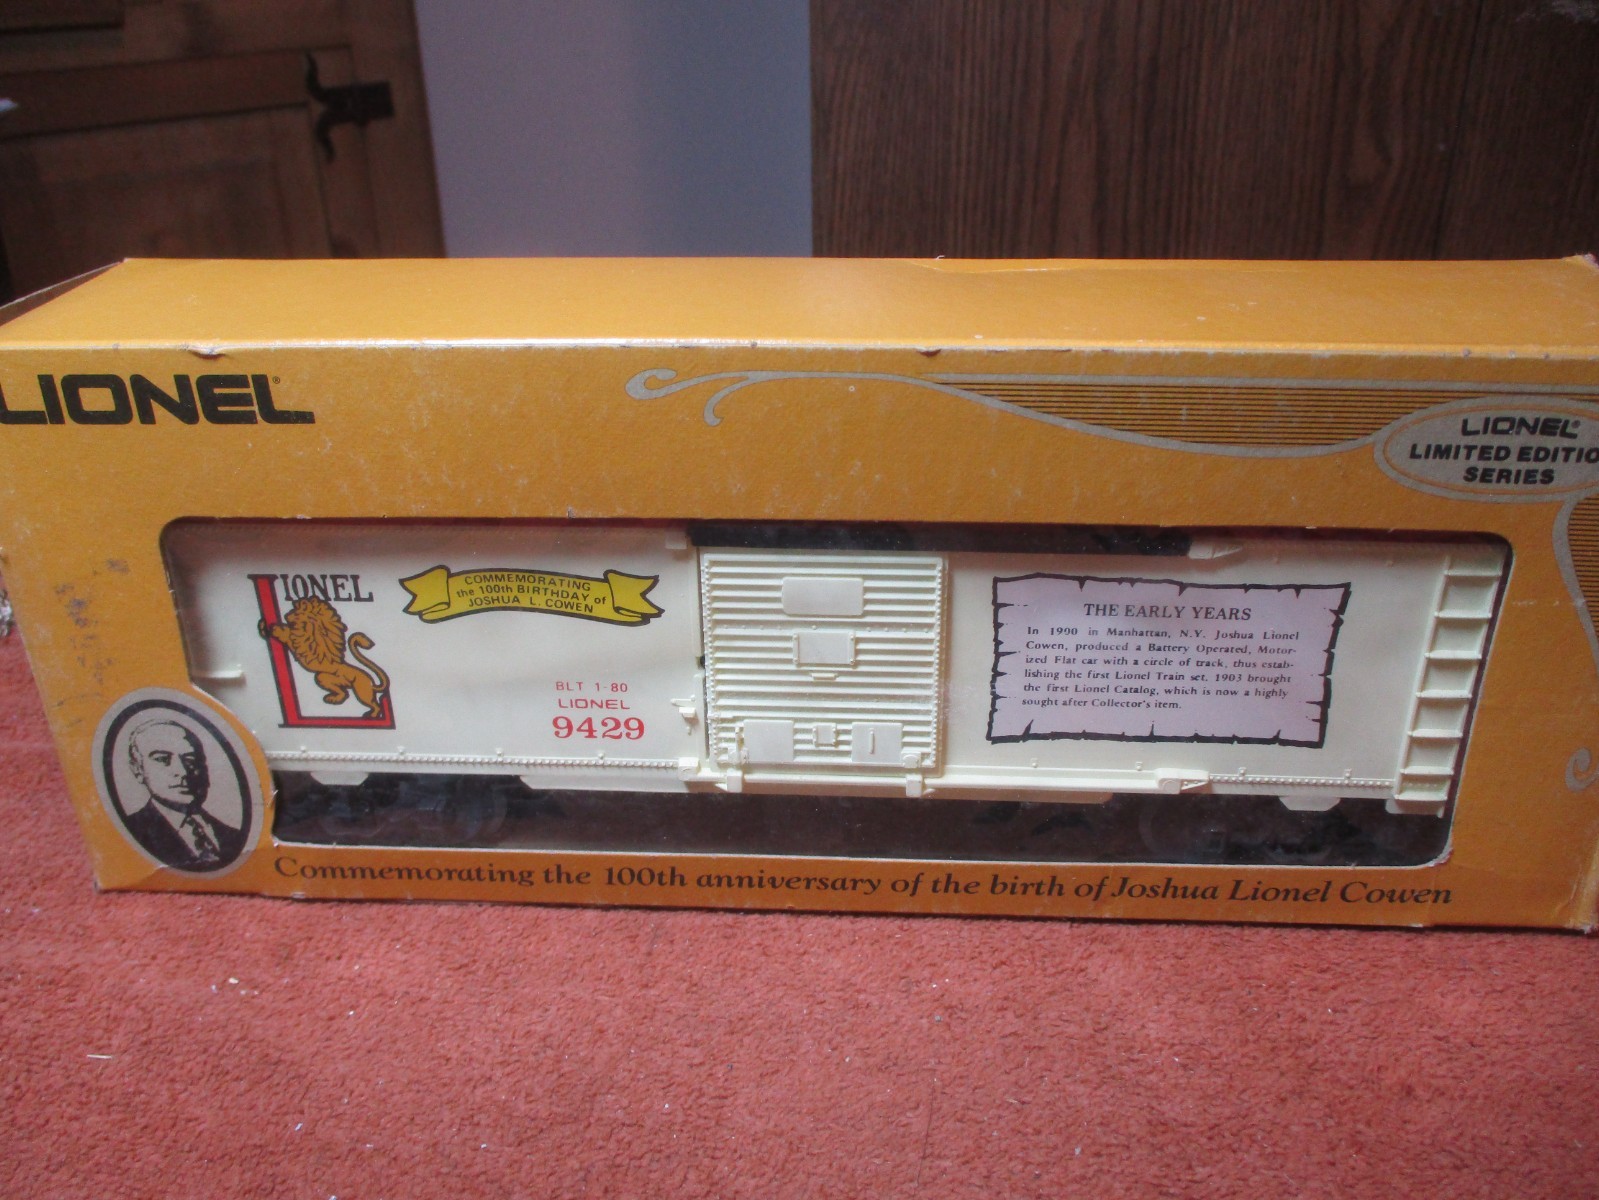 LIONEL®
LIONEL®
LIMITED EDITIO
SERIES
LIONEL
COMMEMORATING
the 100th BIRTHDAY of
JOSHUA L. COWEN
BLT 1-80
LIONEL
9429
THE EARLY YEARS
In 1900 in Manhattan, N.Y. Joshua Lionel
Cowen, produced a Battery Operated, Motor-
ized Flat car with a circle of track, thus estab-
lishing the first Lionel Train set. 1903 brought
the first Lionel Catalog, which is now a highly
sought after Collector's item.
Commemorating the 100th anniversary of the birth of Joshua Lionel Cowen